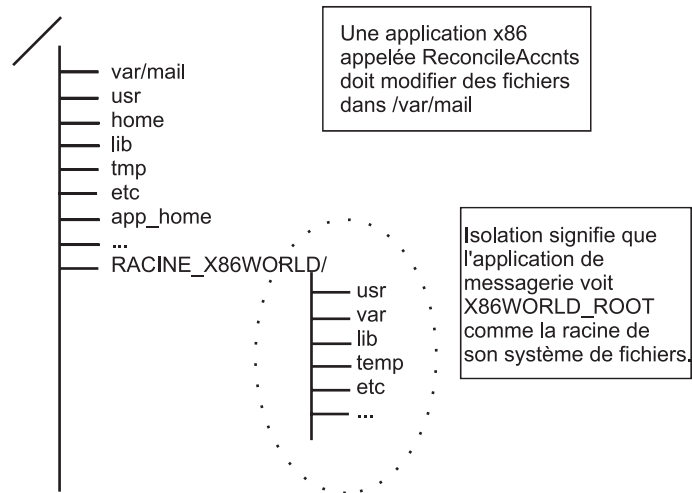 Une application x86
appelée ReconcileAccnts
doit modifier des fichiers
dans /var/mail
var/mail
usr
home
lib
tmp
etc
app_home
...
RACINE_X86WORLD/
usr
var
lib
temp
etc
...
Isolation signifie que
l'application de
messagerie voit
X86WORLD_ROOT
comme la racine de
son système de fichiers.